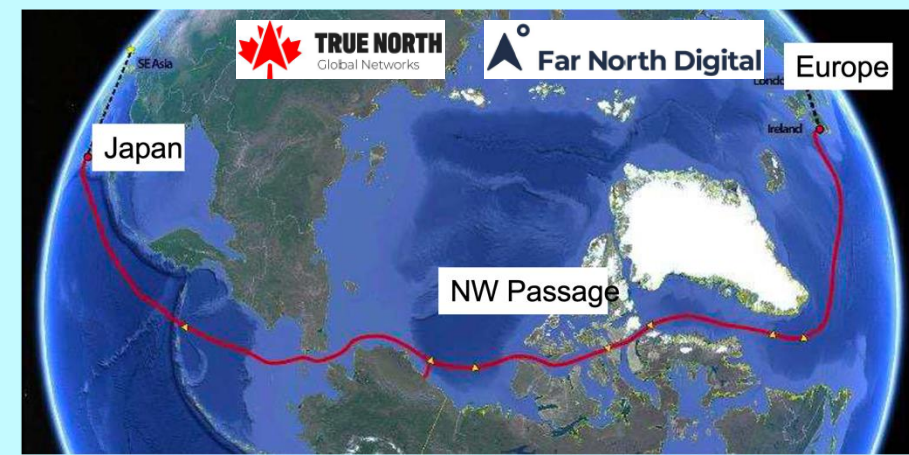 TRUE NORTH
Global Networks
Far North Digital
Europe
SE Asia
Japan
Ireland
NW Passage